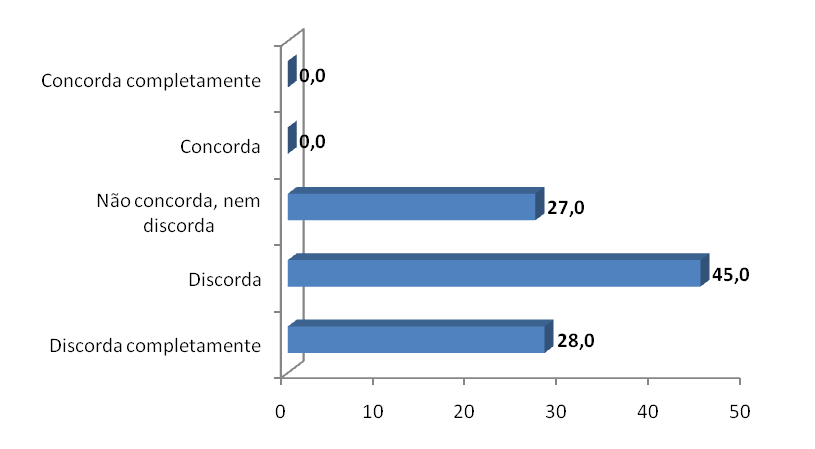 Concorda completamente
0,0
Concorda
0,0
Não concorda, nem
discorda
27,0
Discorda
45,0
Discorda completamente
28,0
0 10 20 30 40 50